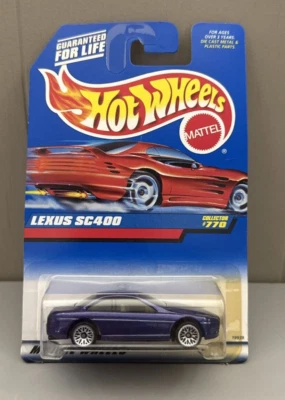 GUARANTEED
FOR LIFE
FOR AGES
OVER 3 YEARS
DIE CAST METAL &
PLASTIC PARTS
HOT WHEELS
MATTEL
®
LEXUS SC400
COLLECTOR
#770